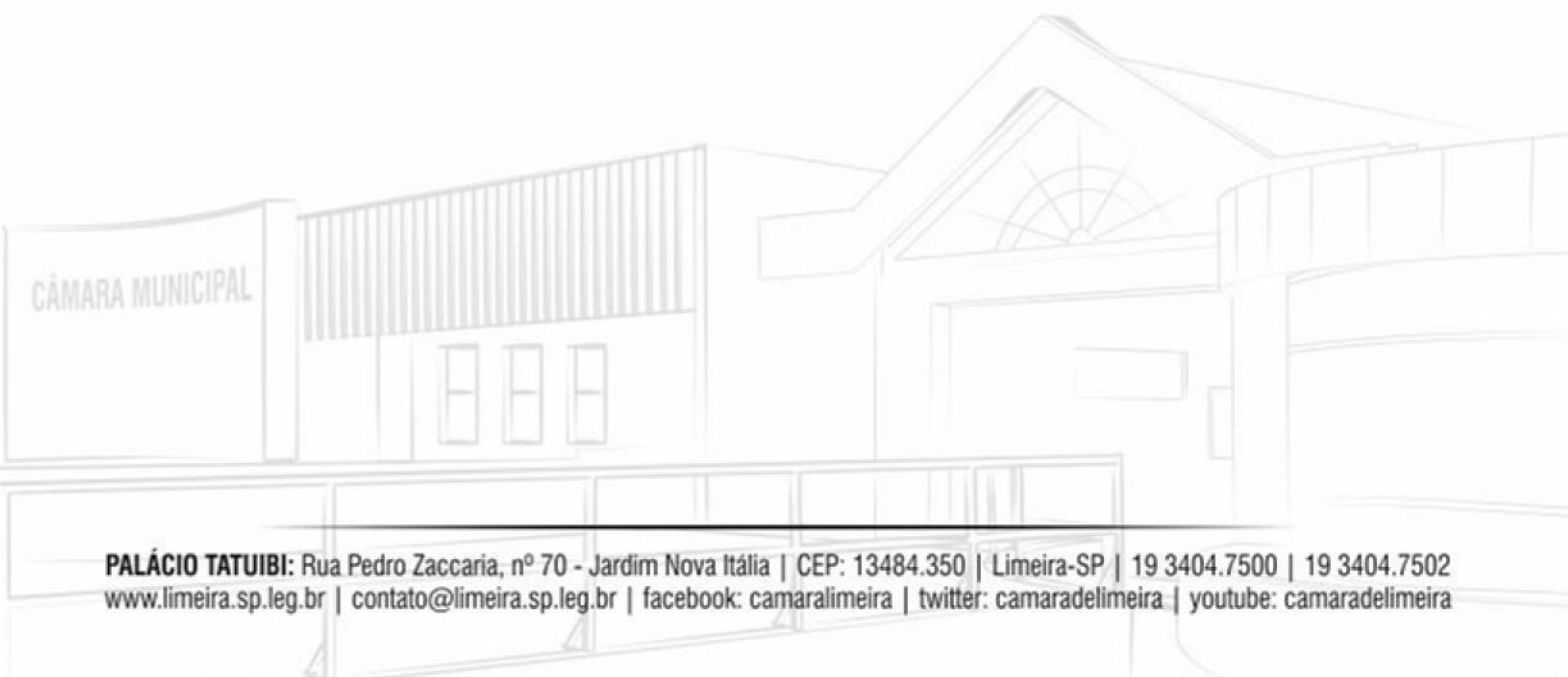 CÂMARA MUNICIPAL
PALÁCIO TATUIBI: Rua Pedro Zaccaria, nº 70 - Jardim Nova Itália | CEP: 13484.350 | Limeira-SP | 19 3404.7500 | 19 3404.7502
www.limeira.sp.leg.br | contato@limeira.sp.leg.br | facebook: camaralimeira | twitter: camaradelimeira | youtube: camaradelimeira